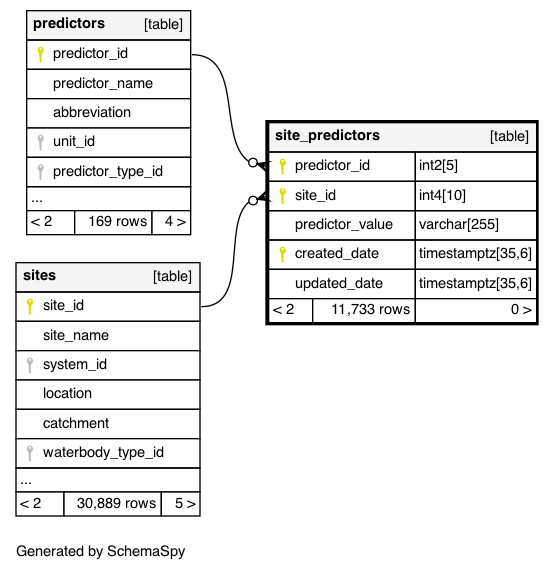 predictors [table]
predictor_id
predictor_name
abbreviation
unit_id
predictor_type_id
...
< 2 169 rows 4 >
site_predictors [table]
predictor_id int2[5]
site_id int4[10]
predictor_value varchar[255]
created_date timestamptz[35,6]
updated_date timestamptz[35,6]
< 2 11,733 rows 0 >
sites [table]
site_id
site_name
system_id
location
catchment
waterbody_type_id
...
< 2 30,889 rows 5 >
Generated by SchemaSpy